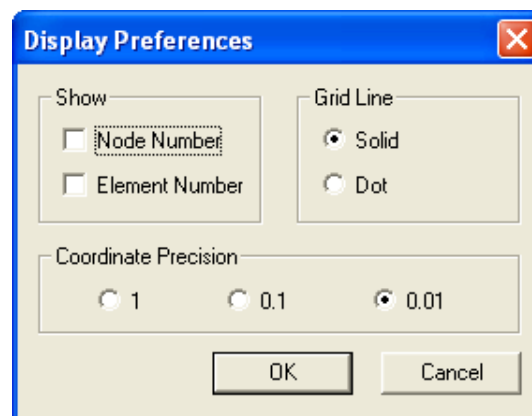 Display Preferences
Show
Node Number
Element Number
Grid Line
Solid
Dot
Coordinate Precision
1 0.1 0.01
OK Cancel